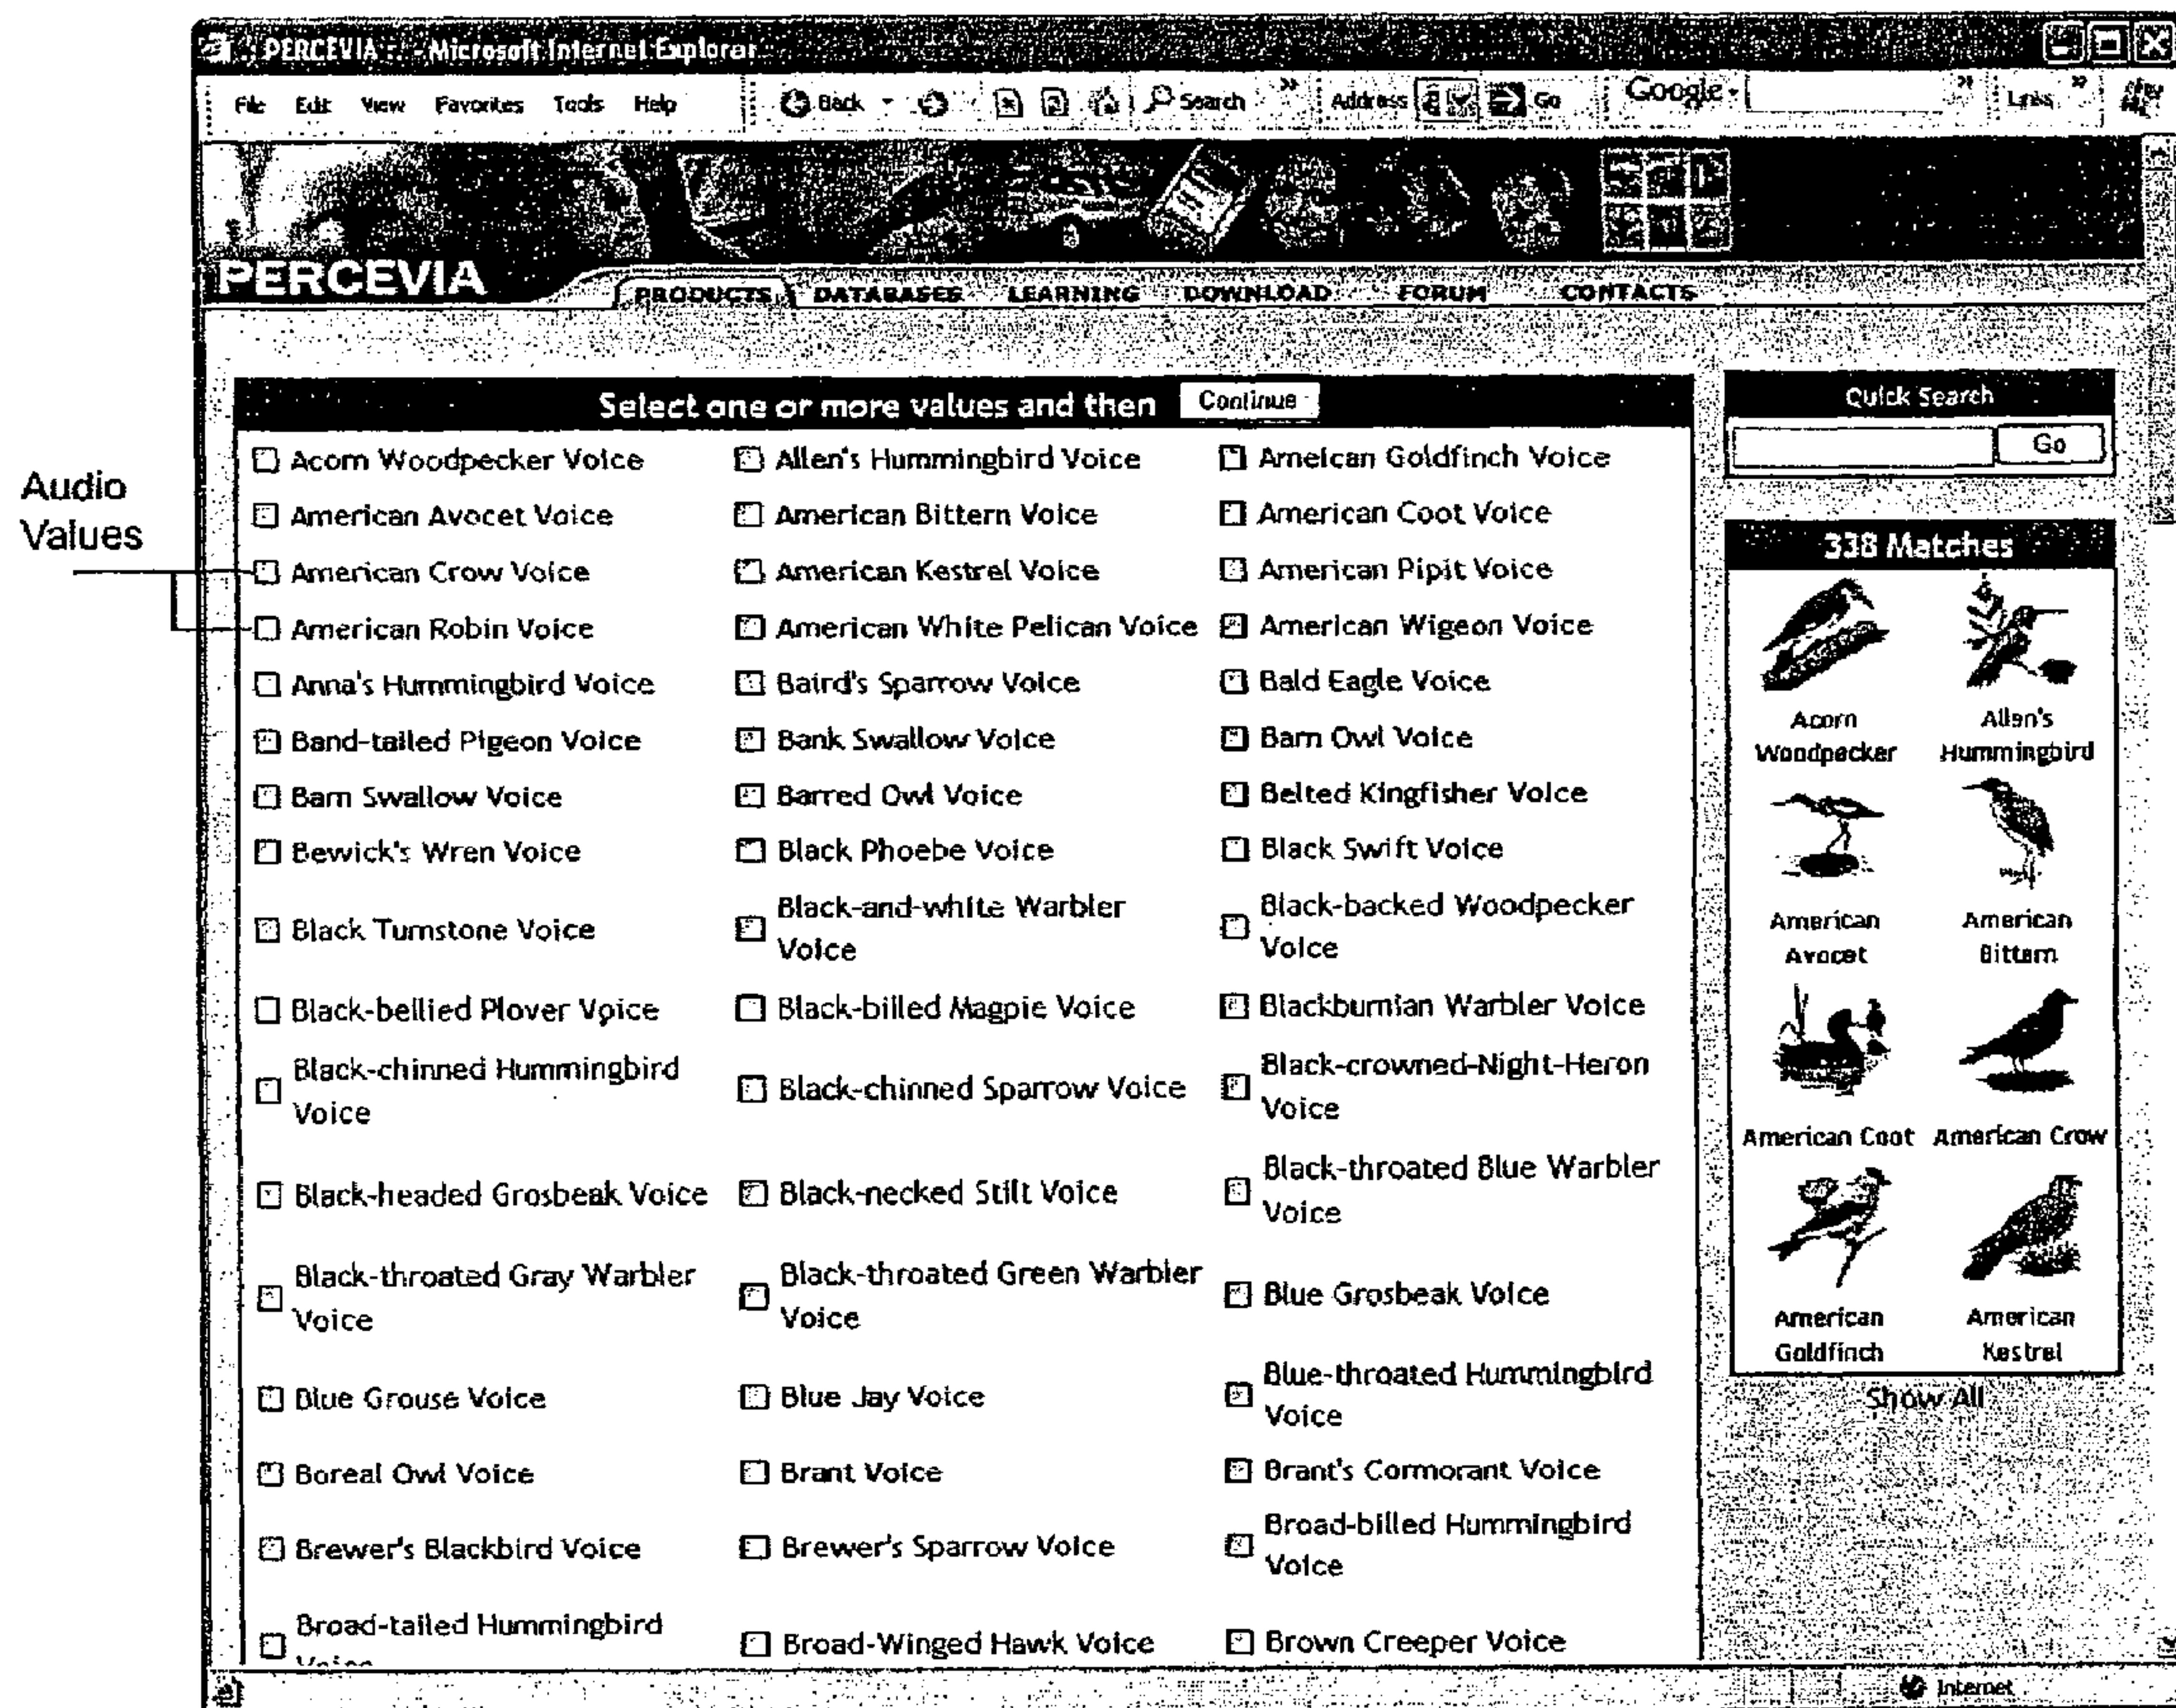 PERCEVIA - Microsoft Internet Explorer
File Edit View Favorites Tools Help Back Search » Address Go Google » Links »
PERCEVIA
PRODUCTS DATABASES LEARNING DOWNLOAD FORUM CONTACTS
Select one or more values and then Continue
Audio
Values
Acorn Woodpecker Voice Allen's Hummingbird Voice Ameican Goldfinch Voice
American Avocet Voice American Bittern Voice American Coot Voice
American Crow Voice American Kestrel Voice American Pipit Voice
American Robin Voice American White Pelican Voice American Wigeon Voice
Anna's Hummingbird Voice Baird's Sparrow Voice Bald Eagle Voice
Band-tailed Pigeon Voice Bank Swallow Voice Barn Owl Voice
Barn Swallow Voice Barred Owl Voice Belted Kingfisher Voice
Bewick's Wren Voice Black Phoebe Voice Black Swift Voice
Black Turnstone Voice Black-and-white Warbler Voice Black-backed Woodpecker Voice
Black-bellied Plover Voice Black-billed Magpie Voice Blackburnian Warbler Voice
Black-chinned Hummingbird Voice Black-chinned Sparrow Voice Black-crowned-Night-Heron Voice
Black-headed Grosbeak Voice Black-necked Stilt Voice Black-throated Blue Warbler Voice
Black-throated Gray Warbler Voice Black-throated Green Warbler Voice Blue Grosbeak Voice
Blue Grouse Voice Blue Jay Voice Blue-throated Hummingbird Voice
Boreal Owl Voice Brant Voice Brant's Cormorant Voice
Brewer's Blackbird Voice Brewer's Sparrow Voice Broad-billed Hummingbird Voice
Broad-tailed Hummingbird Voice Broad-Winged Hawk Voice Brown Creeper Voice
Quick Search
Go
338 Matches
Acorn Woodpecker Allen's Hummingbird
American Avocet American Bittern
American Coot American Crow
American Goldfinch American Kestrel
Show All
Internet